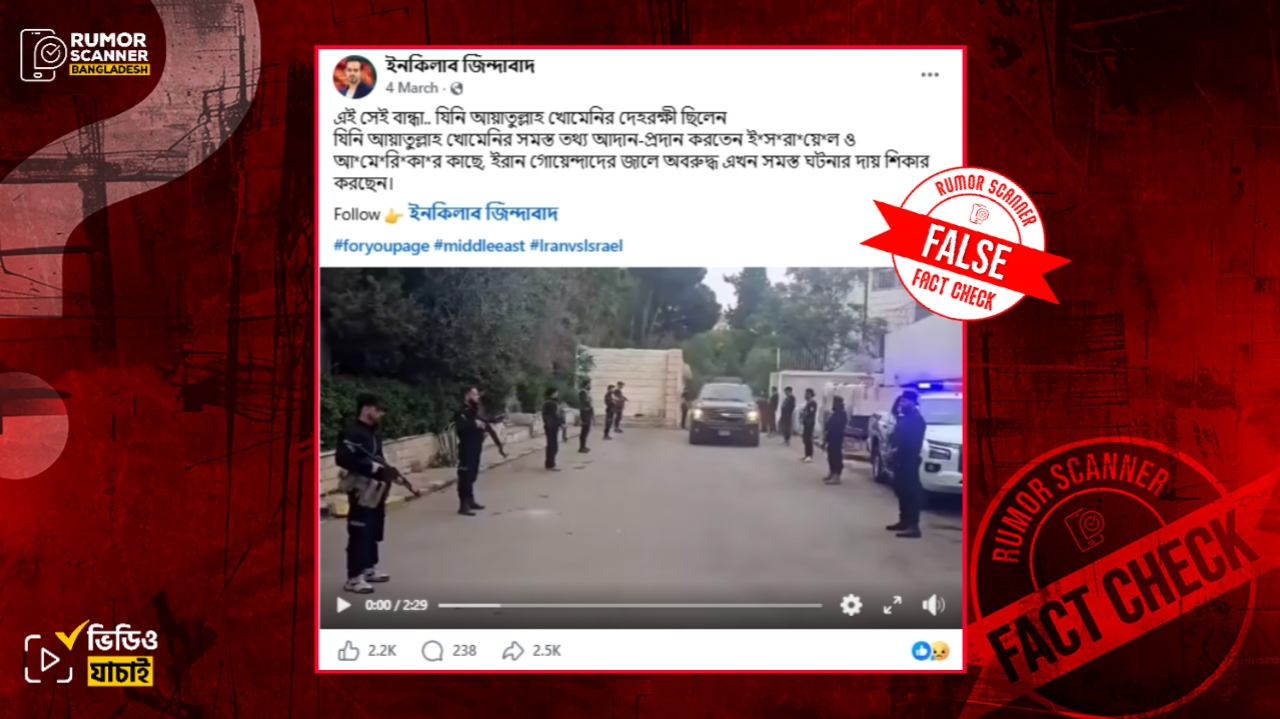 RUMOR
SCANNER
BANGLADESH
ইনকিলাব জিন্দাবাদ
4 March
এই সেই বান্ধা.. যিনি আয়াতুল্লাহ খোমেনির দেহরক্ষী ছিলেন
যিনি আয়াতুল্লাহ খোমেনির সমস্ত তথ্য আদান-প্রদান করতেন ই*স*রা*য়ে*ল ও
আ*মে*রি*কা*র কাছে, ইরান গোয়েন্দাদের জালে অবরুদ্ধ এখন সমস্ত ঘটনার দায় শিকার
করছেন।
Follow 👉 ইনকিলাব জিন্দাবাদ
#foryoupage #middleeast #IranvsIsrael
RUMOR SCANNER
FALSE
FACT CHECK
0:00 / 2:29
2.2K 238 2.5K
ভিডিও
যাচাই
RUMOR SCANNER
FACT CHECK